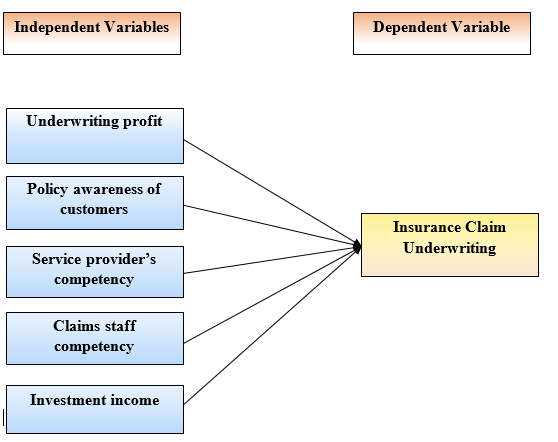 Independent Variables
Dependent Variable
Underwriting profit
Policy awareness of
customers
Service provider's
competency
Claims staff
competency
Investment income
Insurance Claim
Underwriting